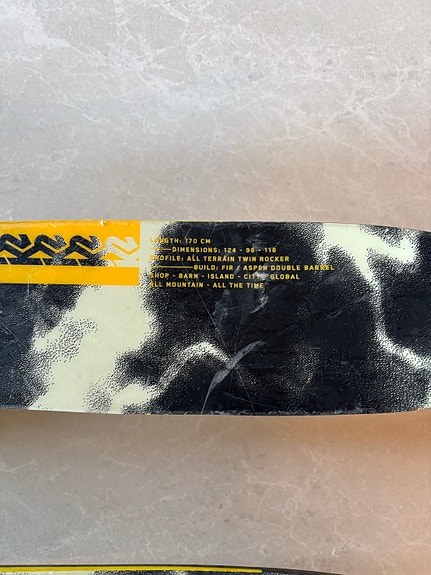 LENGTH: 170 CM
DIMENSIONS: 124 - 96 - 118
PROFILE: ALL TERRAIN TWIN ROCKER
BUILD: FIR / ASPEN DOUBLE BARREL
SHOP - BARN - ISLAND - CITY - GLOBAL
ALL MOUNTAIN - ALL THE TIME